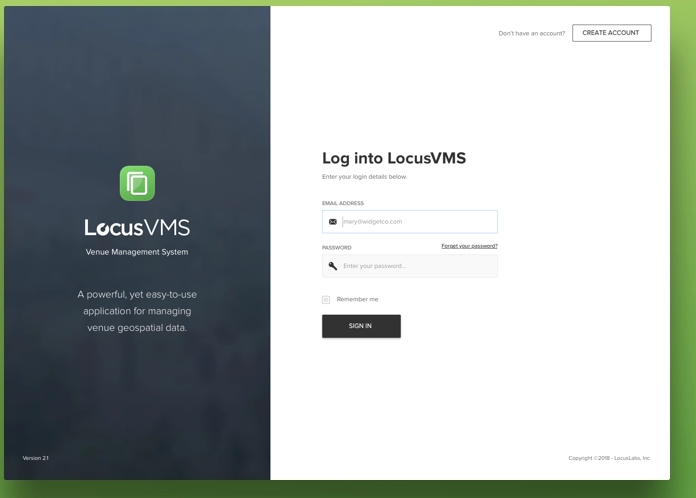 Don't have an account?
CREATE ACCOUNT
LocusVMS
Venue Management System
A powerful, yet easy-to-use
application for managing
venue geospatial data.
Version 2.1
Log into LocusVMS
Enter your login details below.
EMAIL ADDRESS
mary@widgetco.com
PASSWORD
Forget your password?
Enter your password...
Remember me
SIGN IN
Copyright ©2018 - LocusLabs, Inc.